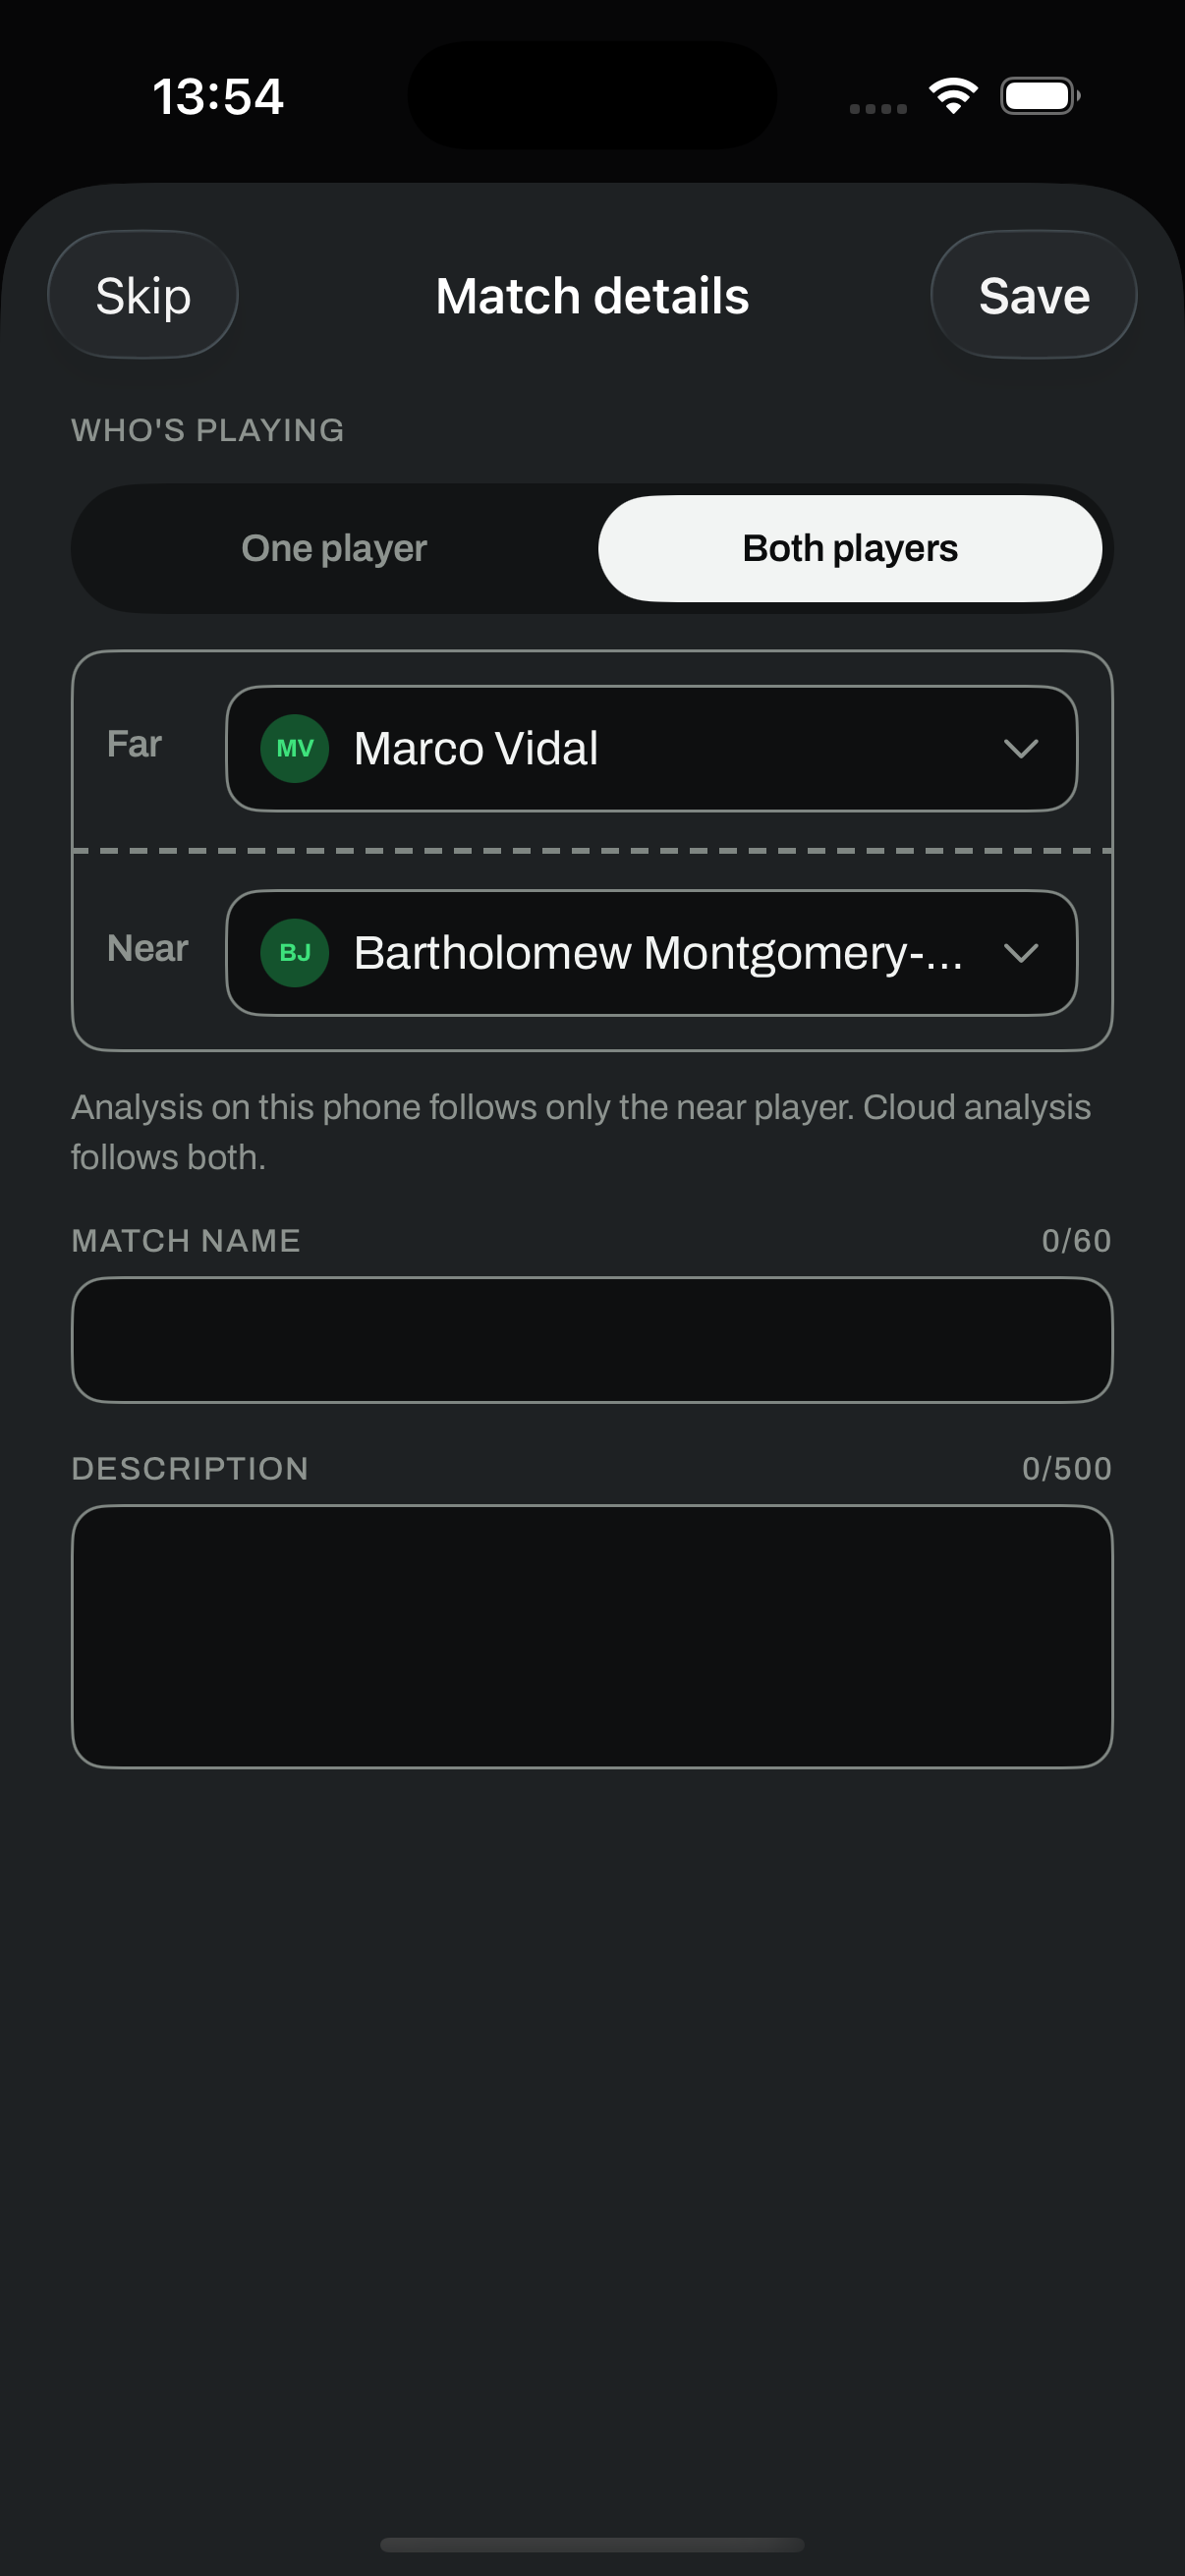 13:54
Skip
Match details
Save
WHO'S PLAYING
One player
Both players
Far
MV
Marco Vidal
Near
BJ
Bartholomew Montgomery-...
Analysis on this phone follows only the near player. Cloud analysis
follows both.
MATCH NAME
0/60
DESCRIPTION
0/500